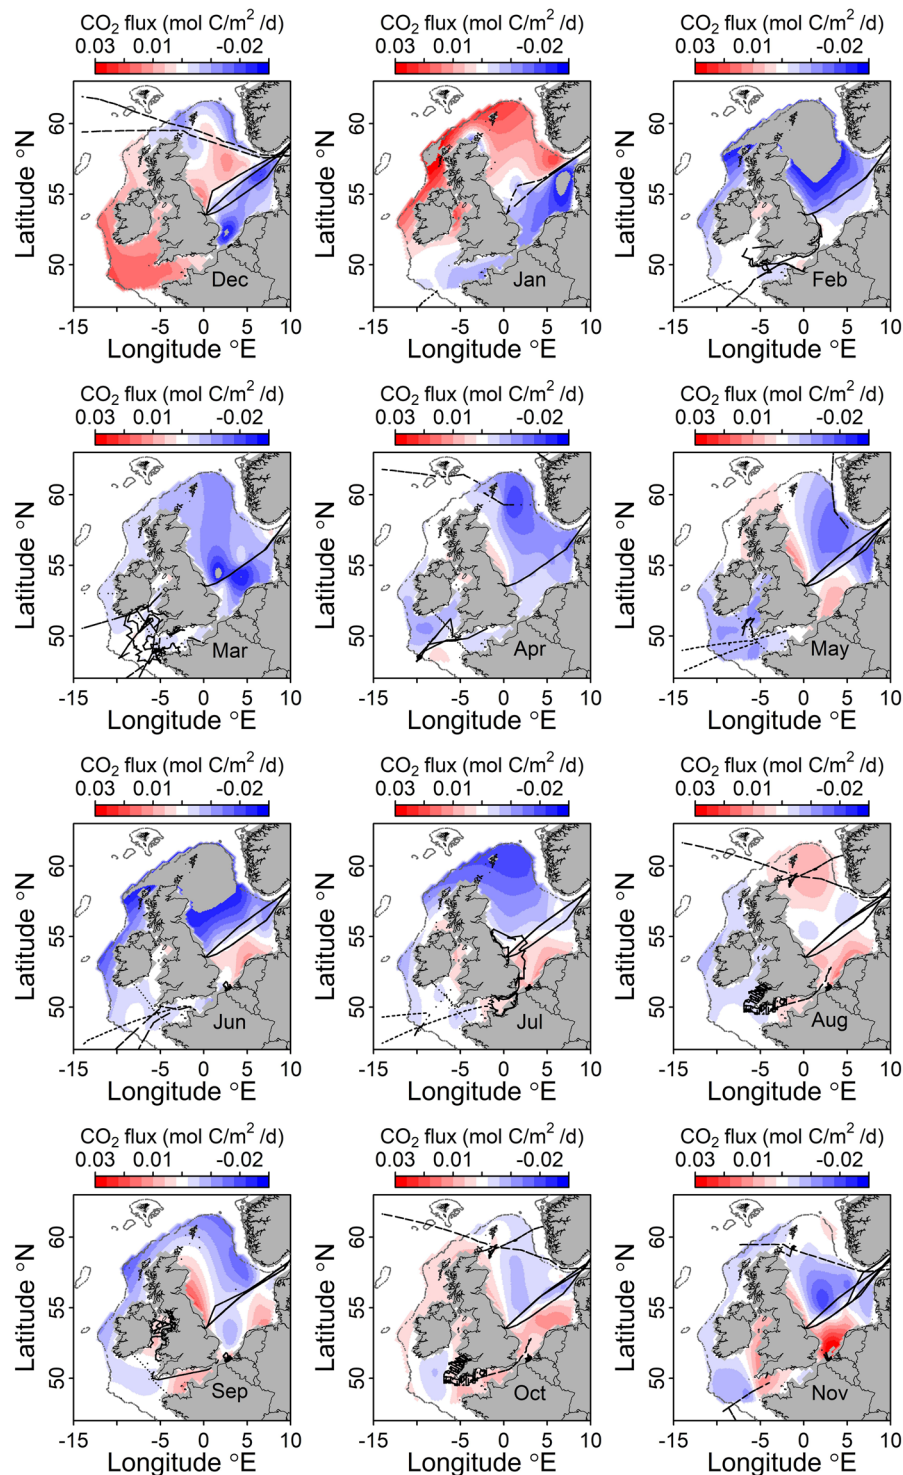 CO2 flux (mol C/m2 /d) CO2 flux (mol C/m2 /d) CO2 flux (mol C/m2 /d)
0.03 0.01 -0.02 0.03 0.01 -0.02 0.03 0.01 -0.02
Latitude °N Latitude °N Latitude °N
60 60 60
55 55 55
50 50 50
Dec Jan Feb
-15 -5 0 5 10 -15 -5 0 5 10 -15 -5 0 5 10
Longitude °E Longitude °E Longitude °E
CO2 flux (mol C/m2 /d) CO2 flux (mol C/m2 /d) CO2 flux (mol C/m2 /d)
0.03 0.01 -0.02 0.03 0.01 -0.02 0.03 0.01 -0.02
Latitude °N Latitude °N Latitude °N
60 60 60
55 55 55
50 50 50
Mar Apr May
-15 -5 0 5 10 -15 -5 0 5 10 -15 -5 0 5 10
Longitude °E Longitude °E Longitude °E
CO2 flux (mol C/m2 /d) CO2 flux (mol C/m2 /d) CO2 flux (mol C/m2 /d)
0.03 0.01 -0.02 0.03 0.01 -0.02 0.03 0.01 -0.02
Latitude °N Latitude °N Latitude °N
60 60 60
55 55 55
50 50 50
Jun Jul Aug
-15 -5 0 5 10 -15 -5 0 5 10 -15 -5 0 5 10
Longitude °E Longitude °E Longitude °E
CO2 flux (mol C/m2 /d) CO2 flux (mol C/m2 /d) CO2 flux (mol C/m2 /d)
0.03 0.01 -0.02 0.03 0.01 -0.02 0.03 0.01 -0.02
Latitude °N Latitude °N Latitude °N
60 60 60
55 55 55
50 50 50
Sep Oct Nov
-15 -5 0 5 10 -15 -5 0 5 10 -15 -5 0 5 10
Longitude °E Longitude °E Longitude °E